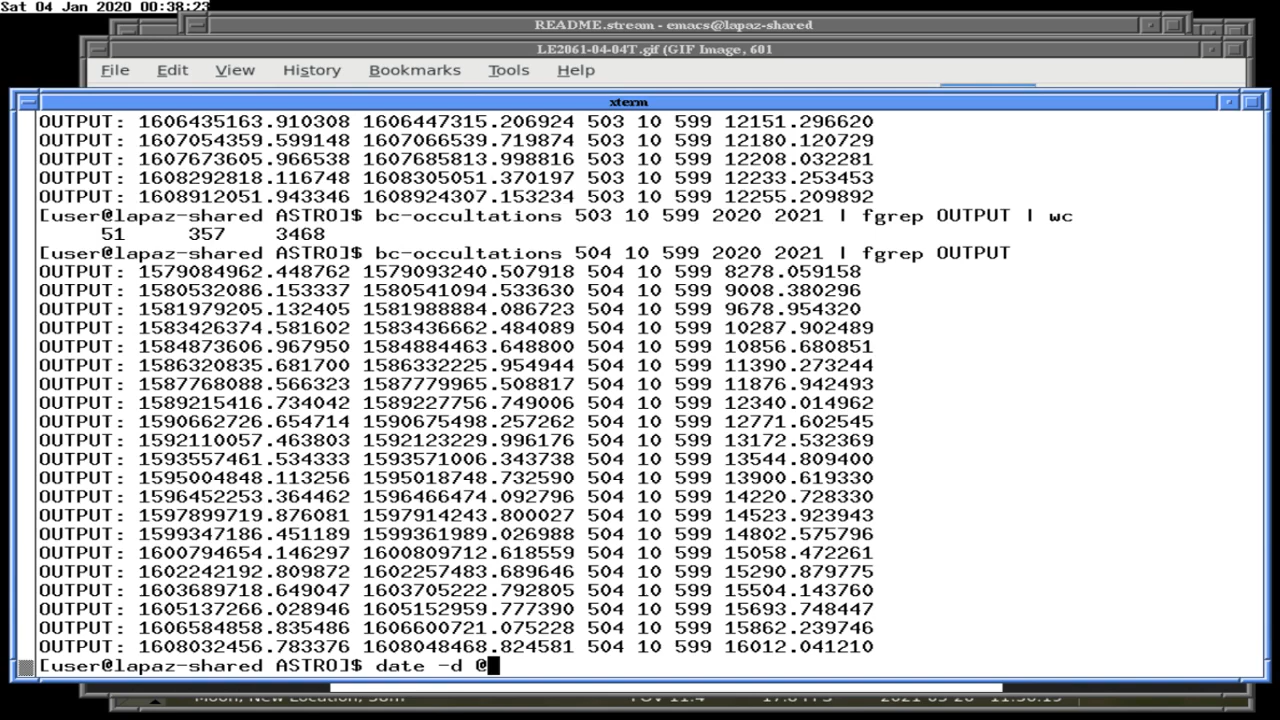 Sat 04 Jan 2020 00:38:23
README.stream - emacs@lapaz-shared
LE2061-04-04T.gif (GIF Image, 601
File Edit View History Bookmarks Tools Help
xterm
OUTPUT: 1606435163.910308 1606447315.206924 503 10 599 12151.296620
OUTPUT: 1607054359.599148 1607066539.719874 503 10 599 12180.120729
OUTPUT: 1607673605.966538 1607685813.998816 503 10 599 12208.032281
OUTPUT: 1608292818.116748 1608305051.370197 503 10 599 12233.253453
OUTPUT: 1608912051.943346 1608924307.153234 503 10 599 12255.209892
[user@lapaz-shared ASTRO]$ bc-occultations 503 10 599 2020 2021 | fgrep OUTPUT | wc
51 357 3468
[user@lapaz-shared ASTRO]$ bc-occultations 504 10 599 2020 2021 | fgrep OUTPUT
OUTPUT: 1579084962.448762 1579093240.507918 504 10 599 8278.059158
OUTPUT: 1580532086.153337 1580541094.533630 504 10 599 9008.380296
OUTPUT: 1581979205.132405 1581988884.086723 504 10 599 9678.954320
OUTPUT: 1583426374.581602 1583436662.484089 504 10 599 10287.902489
OUTPUT: 1584873606.967950 1584884463.648800 504 10 599 10856.680851
OUTPUT: 1586320835.681700 1586332225.954944 504 10 599 11390.273244
OUTPUT: 1587768088.566323 1587779965.508817 504 10 599 11876.942493
OUTPUT: 1589215416.734042 1589227756.749006 504 10 599 12340.014962
OUTPUT: 1590662726.654714 1590675498.257262 504 10 599 12771.602545
OUTPUT: 1592110057.463803 1592123229.996176 504 10 599 13172.532369
OUTPUT: 1593557461.534333 1593571006.343738 504 10 599 13544.809400
OUTPUT: 1595004848.113256 1595018748.732590 504 10 599 13900.619330
OUTPUT: 1596452253.364462 1596466474.092796 504 10 599 14220.728330
OUTPUT: 1597899719.876081 1597914243.800027 504 10 599 14523.923943
OUTPUT: 1599347186.451189 1599361989.026988 504 10 599 14802.575796
OUTPUT: 1600794654.146297 1600809712.618559 504 10 599 15058.472261
OUTPUT: 1602242192.809872 1602257483.689646 504 10 599 15290.879775
OUTPUT: 1603689718.649047 1603705222.792805 504 10 599 15504.143760
OUTPUT: 1605137266.028946 1605152959.777390 504 10 599 15693.748447
OUTPUT: 1606584858.835486 1606600721.075228 504 10 599 15862.239746
OUTPUT: 1608032456.783376 1608048468.824581 504 10 599 16012.041210
[user@lapaz-shared ASTRO]$ date -d @